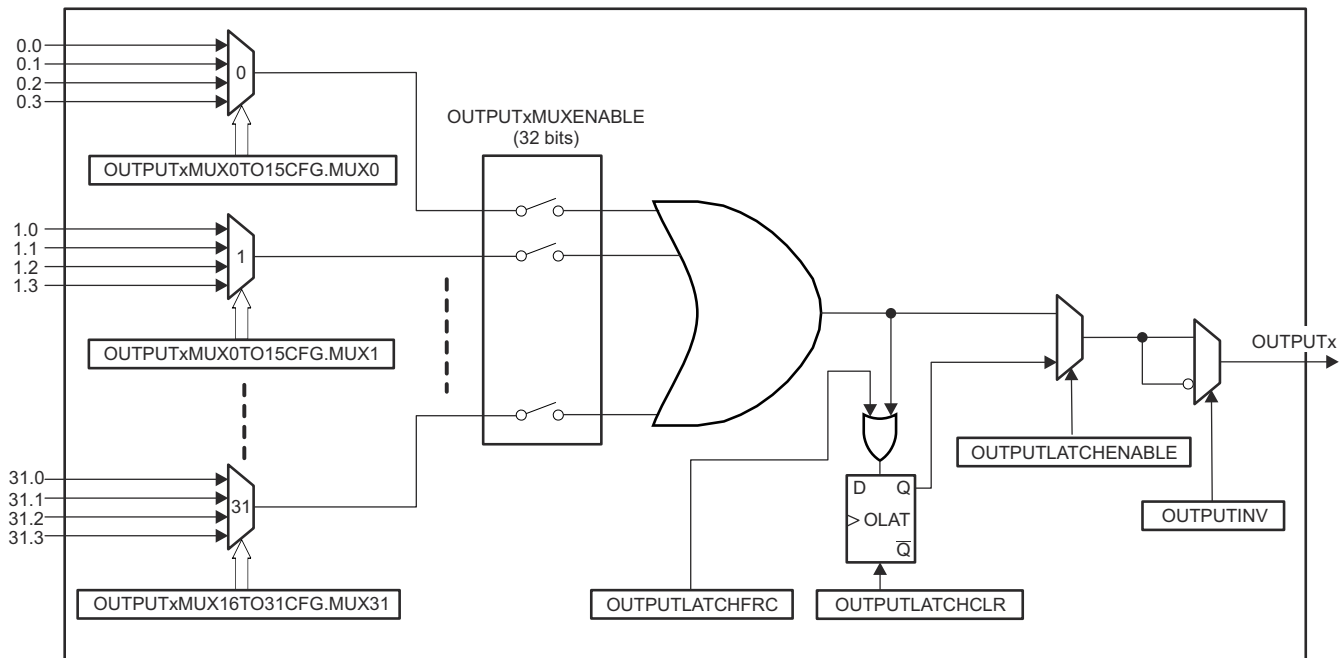 0.0
0.1
0.2
0.3
0
OUTPUTxMUX0TO15CFG.MUX0
OUTPUTxMUXENABLE
(32 bits)
1.0
1.1
1.2
1.3
1
OUTPUTxMUX0TO15CFG.MUX1
OUTPUTx
31.0
31.1
31.2
31.3
31
OUTPUTxMUX16TO31CFG.MUX31
D Q
OLAT
Q̅
OUTPUTLATCHENABLE
OUTPUTINV
OUTPUTLATCHFRC
OUTPUTLATCHCLR